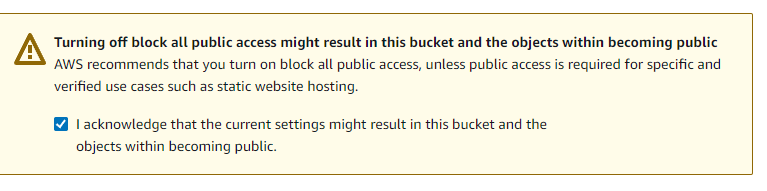 Turning off block all public access might result in this bucket and the objects within becoming public
AWS recommends that you turn on block all public access, unless public access is required for specific and
verified use cases such as static website hosting.
I acknowledge that the current settings might result in this bucket and the
objects within becoming public.